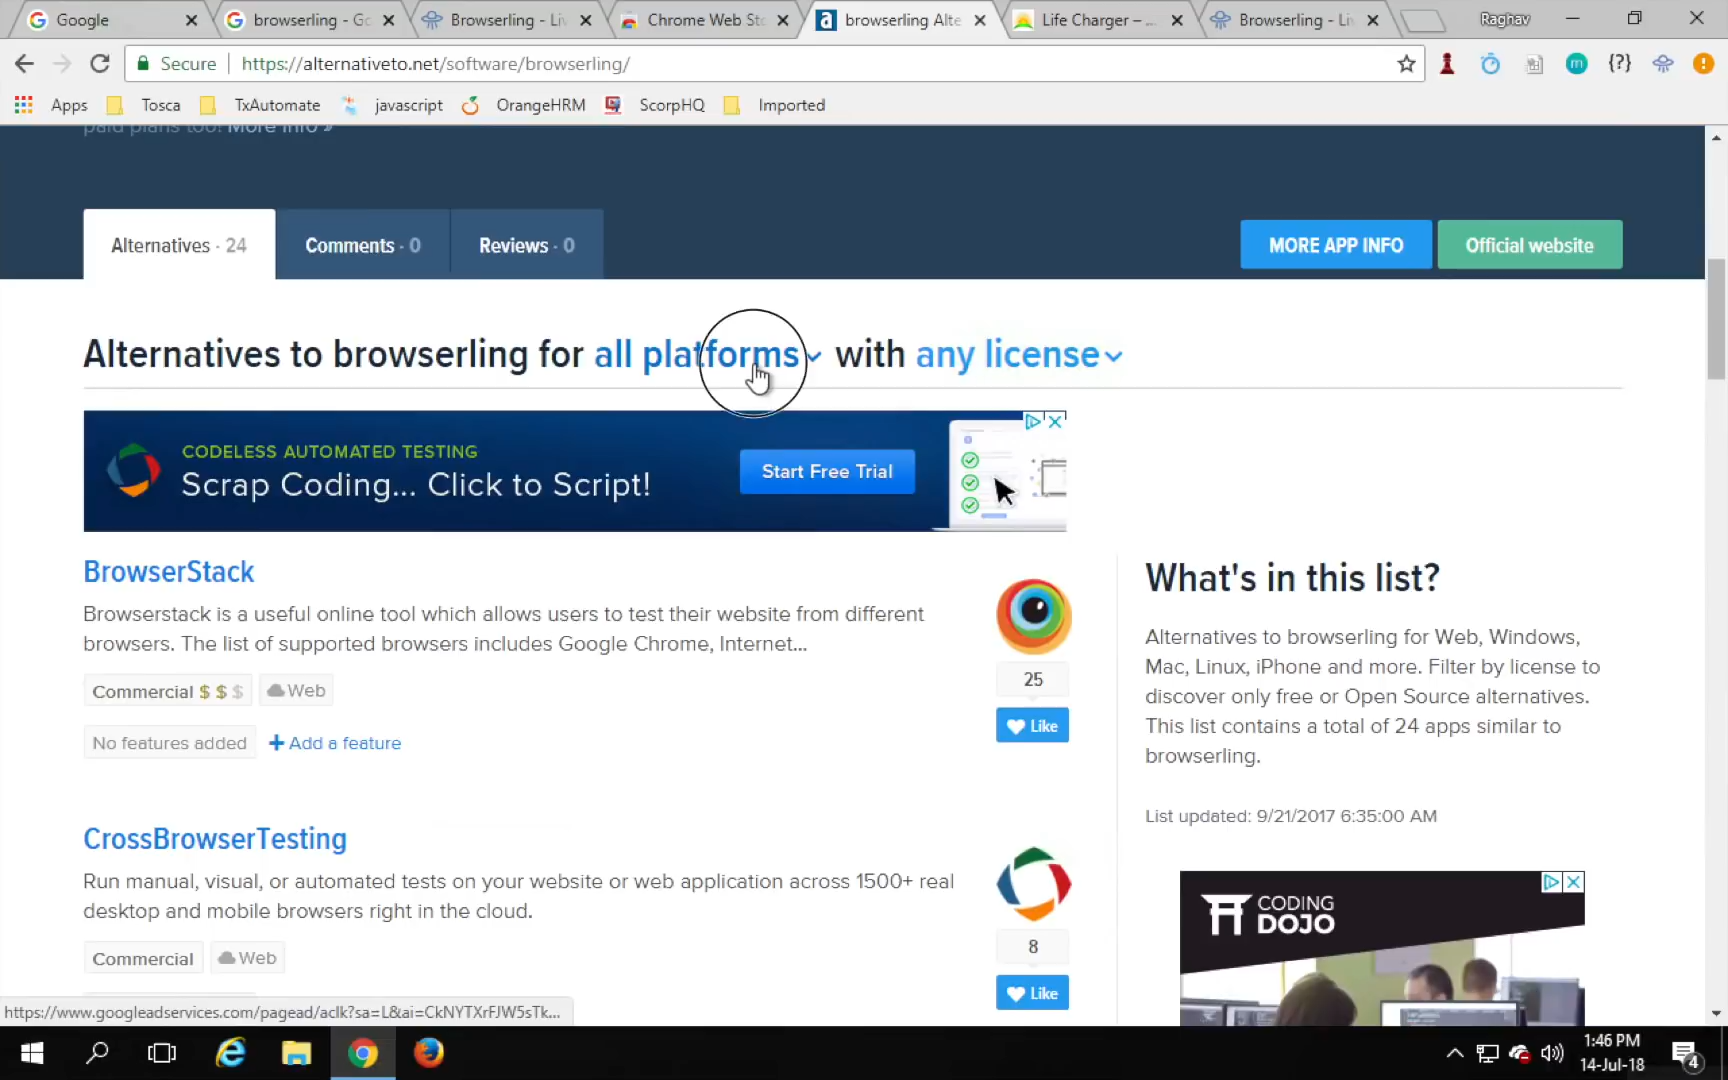 Google
browserling - Go
Browserling - Liv
Chrome Web Sto
browserling Alte
Life Charger – ...
Browserling - Liv
Raghav
Secure
https://alternativeto.net/software/browserling/
Apps
Tosca
TxAutomate
javascript
OrangeHRM
ScorpHQ
Imported
paid plans too! More Info »
Alternatives · 24
Comments · 0
Reviews · 0
MORE APP INFO
Official website
Alternatives to browserling for all platforms with any license
CODELESS AUTOMATED TESTING
Scrap Coding... Click to Script!
Start Free Trial
BrowserStack
Browserstack is a useful online tool which allows users to test their website from different
browsers. The list of supported browsers includes Google Chrome, Internet...
Commercial $ $ $
Web
25
Like
No features added
+ Add a feature
CrossBrowserTesting
Run manual, visual, or automated tests on your website or web application across 1500+ real
desktop and mobile browsers right in the cloud.
Commercial
Web
8
Like
What's in this list?
Alternatives to browserling for Web, Windows,
Mac, Linux, iPhone and more. Filter by license to
discover only free or Open Source alternatives.
This list contains a total of 24 apps similar to
browserling.
List updated: 9/21/2017 6:35:00 AM
CODING
DOJO
https://www.googleadservices.com/pagead/aclk?sa=L&ai=CkNYTXrFJW5sTk...
1:46 PM
14-Jul-18
4